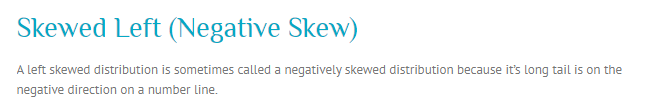 Skewed Left (Negative Skew)
A left skewed distribution is sometimes called a negatively skewed distribution because it's long tail is on the
negative direction on a number line.